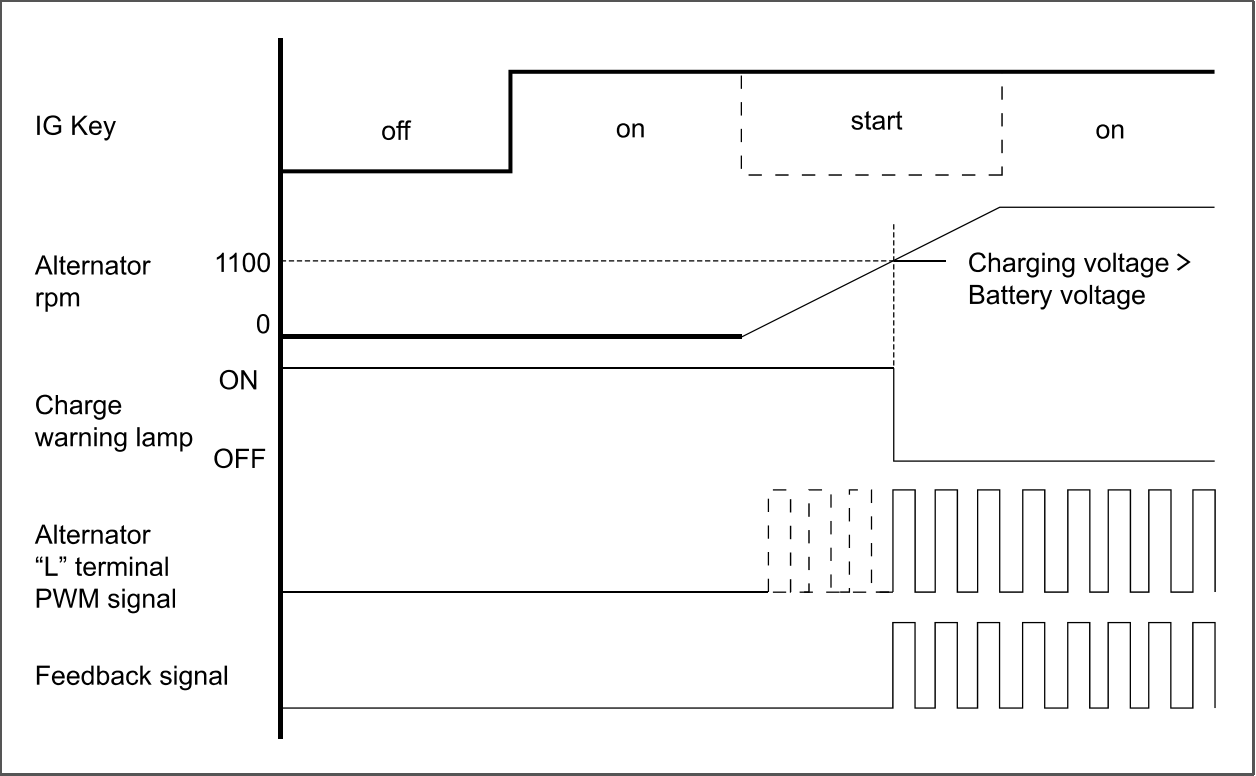 IG Key
off
on
start
on
Alternator
rpm
1100
0
Charging voltage >
Battery voltage
ON
Charge
warning lamp
OFF
Alternator
“L” terminal
PWM signal
Feedback signal